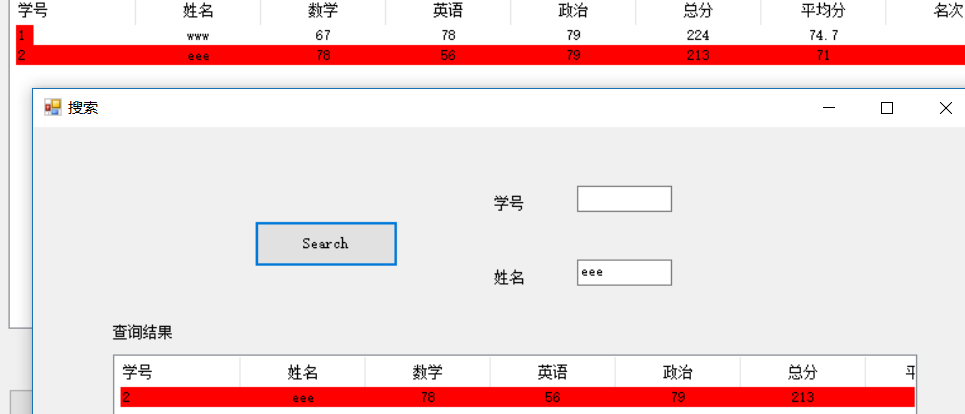 学号 姓名 数学 英语 政治 总分 平均分 名次
1 www 67 78 79 224 74.7
2 eee 78 56 79 213 71
搜索
学号
Search
姓名 eee
查询结果
学号 姓名 数学 英语 政治 总分
2 eee 78 56 79 213